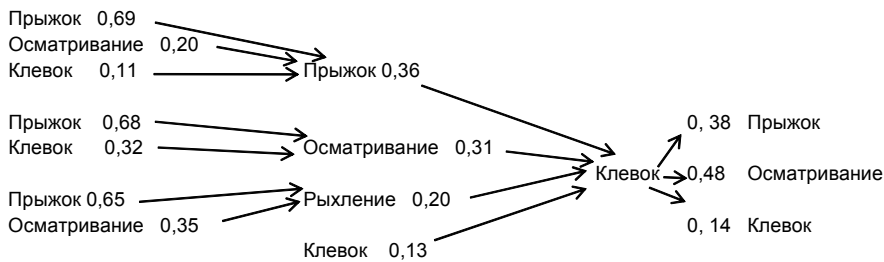 Прыжок 0,69
Осматривание 0,20
Клевок 0,11
Прыжок 0,36
Прыжок 0,68
Клевок 0,32
Осматривание 0,31
Прыжок 0,65
Осматривание 0,35
Рыхление 0,20
Клевок 0,13
Клевок
0, 38 Прыжок
0,48 Осматривание
0, 14 Клевок